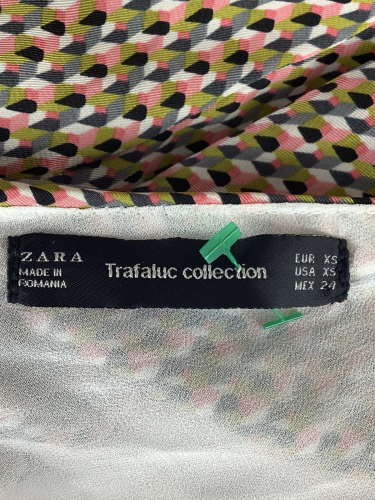 ZARA
MADE IN
ROMANIA
Trafaluc collection
EUR XS
USA XS
MEX 24